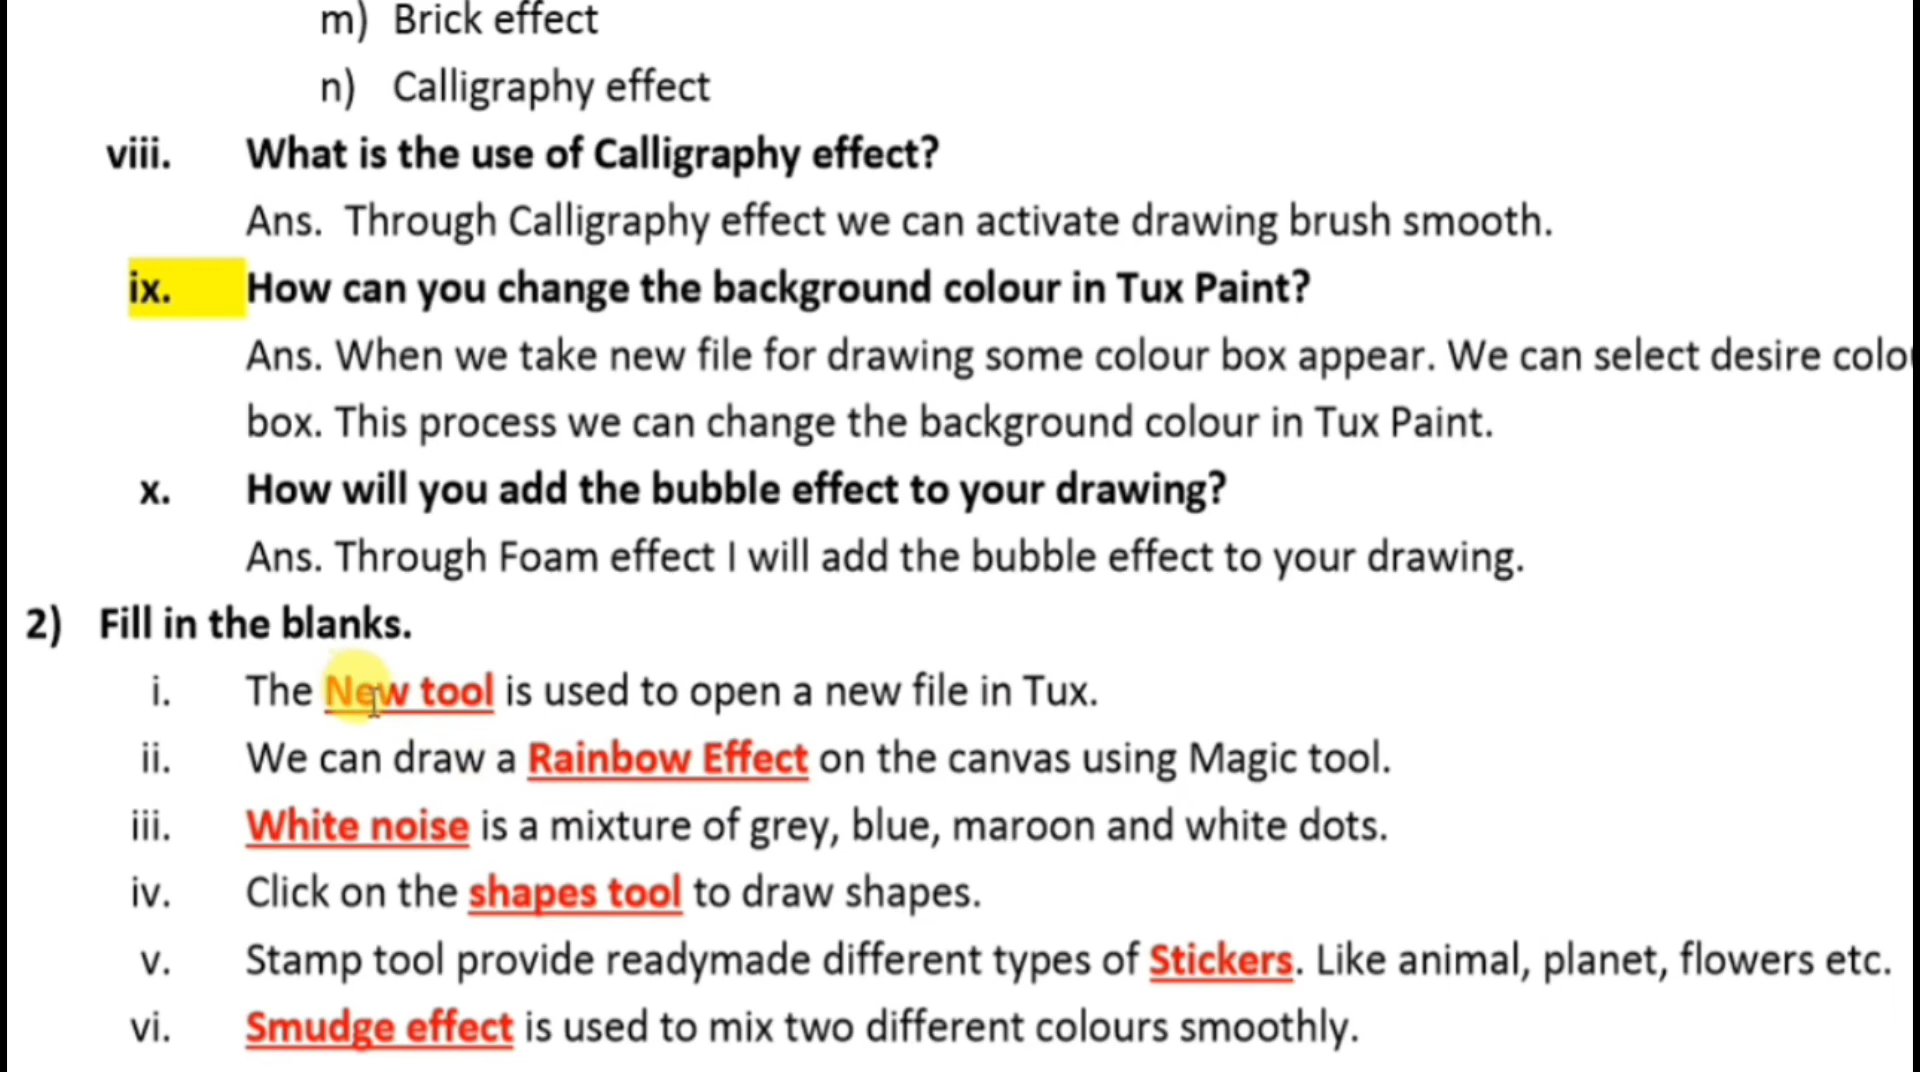 m) Brick effect
n) Calligraphy effect
viii. What is the use of Calligraphy effect?
Ans. Through Calligraphy effect we can activate drawing brush smooth.
ix. How can you change the background colour in Tux Paint?
Ans. When we take new file for drawing some colour box appear. We can select desire
box. This process we can change the background colour in Tux Paint.
x. How will you add the bubble effect to your drawing?
Ans. Through Foam effect I will add the bubble effect to your drawing.
2) Fill in the blanks.
i. The New tool is used to open a new file in Tux.
ii. We can draw a Rainbow Effect on the canvas using Magic tool.
iii. White noise is a mixture of grey, blue, maroon and white dots.
iv. Click on the shapes tool to draw shapes.
v. Stamp tool provide readymade different types of Stickers. Like animal, planet, flowers etc.
vi. Smudge effect is used to mix two different colours smoothly.